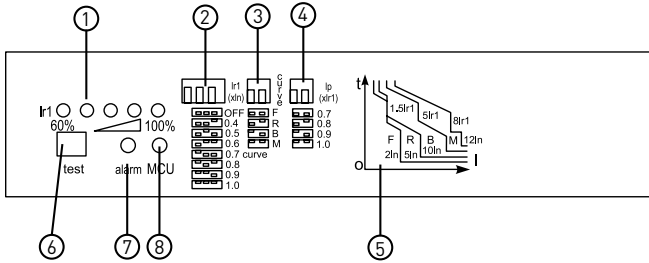 1 2 3 4
Ir1 (xIn)
curve
Ip (xIr1)
Ir1
60% 100%
test
alarm MCU
OFF
0.4
0.5
0.6
0.7
0.8
0.9
1.0
F
R
B
M
curve
0.7
0.8
0.9
1.0
t
1.5Ir1 5Ir1 8Ir1
F R B M 12In
2In 5In 10In I
o
6 7 8 5